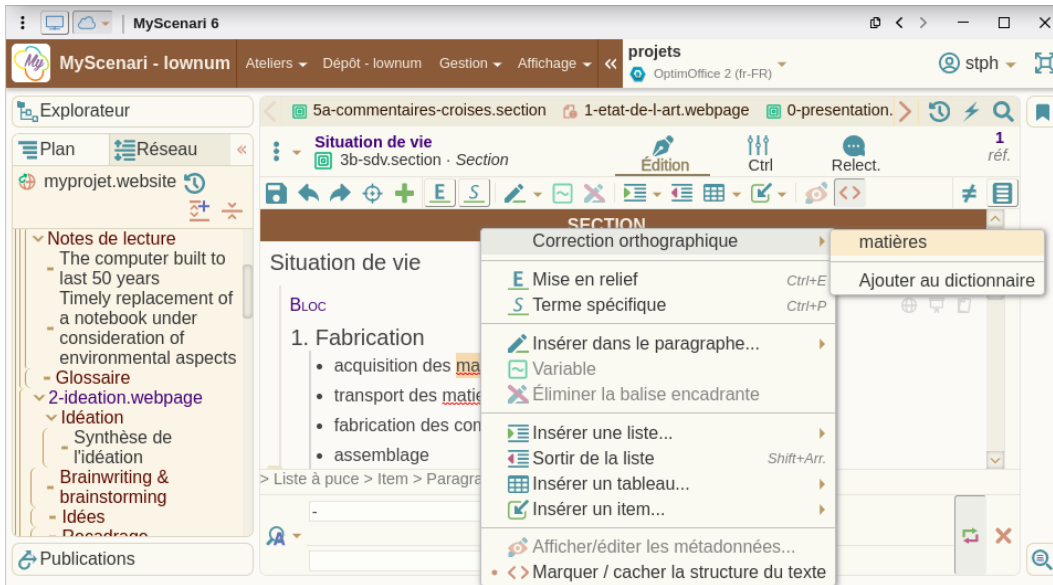 MyScenari 6
MyScenari - lownum
Ateliers
Dépôt - lownum
Gestion
Affichage
projets
OptimOffice 2 (fr-FR)
stph
Explorateur
5a-commentaires-croises.section
1-etat-de-l-art.webpage
0-presentation.
Plan
Réseau
Situation de vie
3b-sdv.section · Section
Édition
Ctrl
Relect.
1
réf.
myprojet.website
E
S
SECTION
Notes de lecture
The computer built to
last 50 years
Timely replacement of
a notebook under
consideration of
environmental aspects
Glossaire
2-ideation.webpage
Idéation
Synthèse de
l'idéation
Brainwriting &
brainstorming
Idées
Recadrage
Publications
Situation de vie
Bloc
1. Fabrication
• acquisition des ma
• transport des matie
• fabrication des con
• assemblage
> Liste à puce > Item > Paragra
-
Correction orthographique
E Mise en relief Ctrl+E
S Terme spécifique Ctrl+P
Insérer dans le paragraphe...
Variable
Éliminer la balise encadrante
Insérer une liste...
Sortir de la liste Shift+Arr.
Insérer un tableau...
Insérer un item...
Afficher/éditer les métadonnées...
Marquer / cacher la structure du texte
matières
Ajouter au dictionnaire